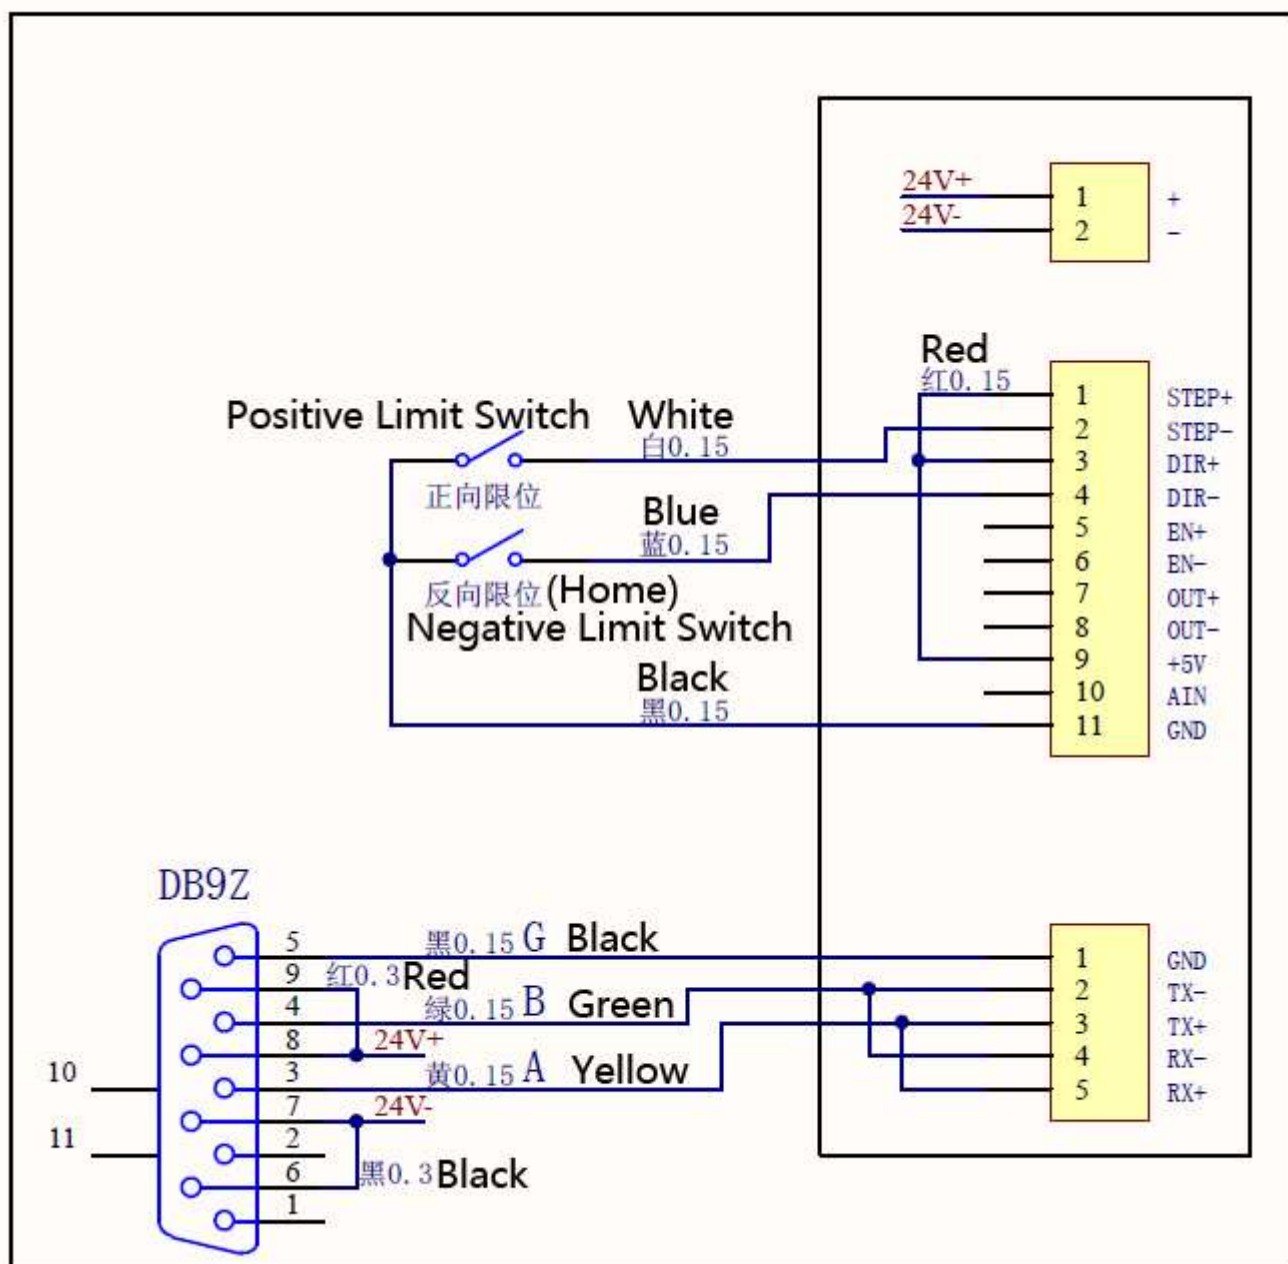 24V+
1
+
24V-
2
-
Red
红0.15
1
STEP+
Positive Limit Switch
White
白0.15
2
STEP-
3
DIR+
正向限位
4
DIR-
Blue
蓝0.15
5
EN+
6
EN-
反向限位(Home)
Negative Limit Switch
7
OUT+
8
OUT-
9
+5V
Black
黑0.15
10
AIN
11
GND
DB9Z
5
黑0.15 G Black
1
GND
9
红0.3 Red
2
TX-
4
绿0.15 B Green
3
TX+
8
24V+
4
RX-
10
3
黄0.15 A Yellow
5
RX+
7
24V-
11
2
6
黑0.3 Black
1